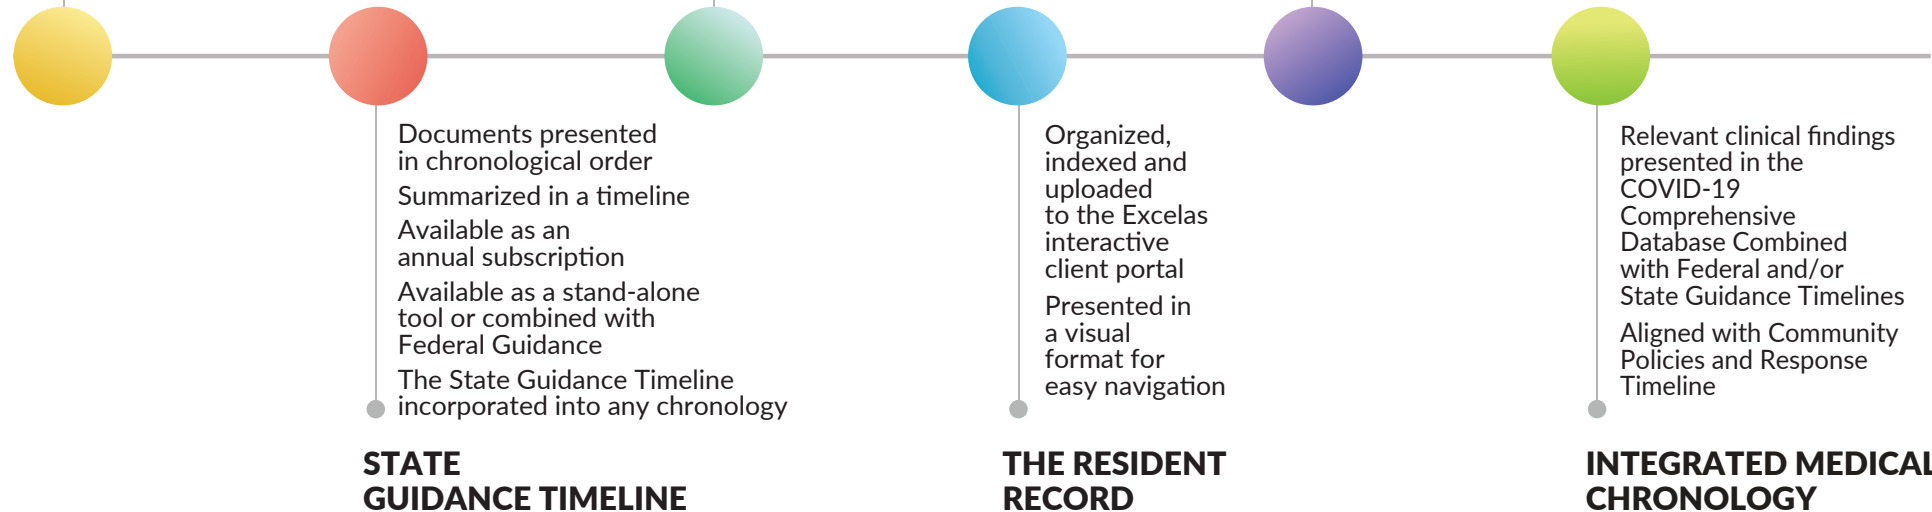 Documents presented
in chronological order
Summarized in a timeline
Available as an
annual subscription
Available as a stand-alone
tool or combined with
Federal Guidance
The State Guidance Timeline
incorporated into any chronology
STATE
GUIDANCE TIMELINE
Organized,
indexed and
uploaded
to the Excelas
interactive
client portal
Presented in
a visual
format for
easy navigation
THE RESIDENT
RECORD
Relevant clinical findings
presented in the
COVID-19
Comprehensive
Database Combined
with Federal and/or
State Guidance Timelines
Aligned with Community
Policies and Response
Timeline
INTEGRATED MEDICAL
CHRONOLOGY